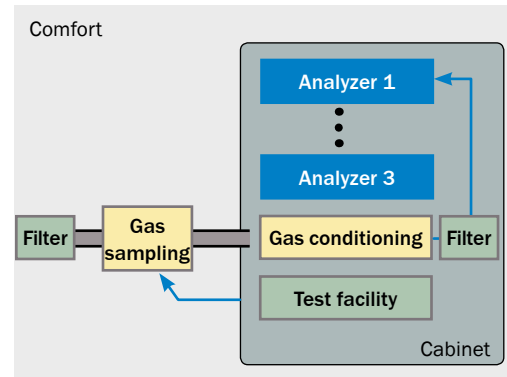 Comfort
Analyzer 1
Analyzer 3
Filter
Gas
sampling
Gas conditioning
Filter
Test facility
Cabinet